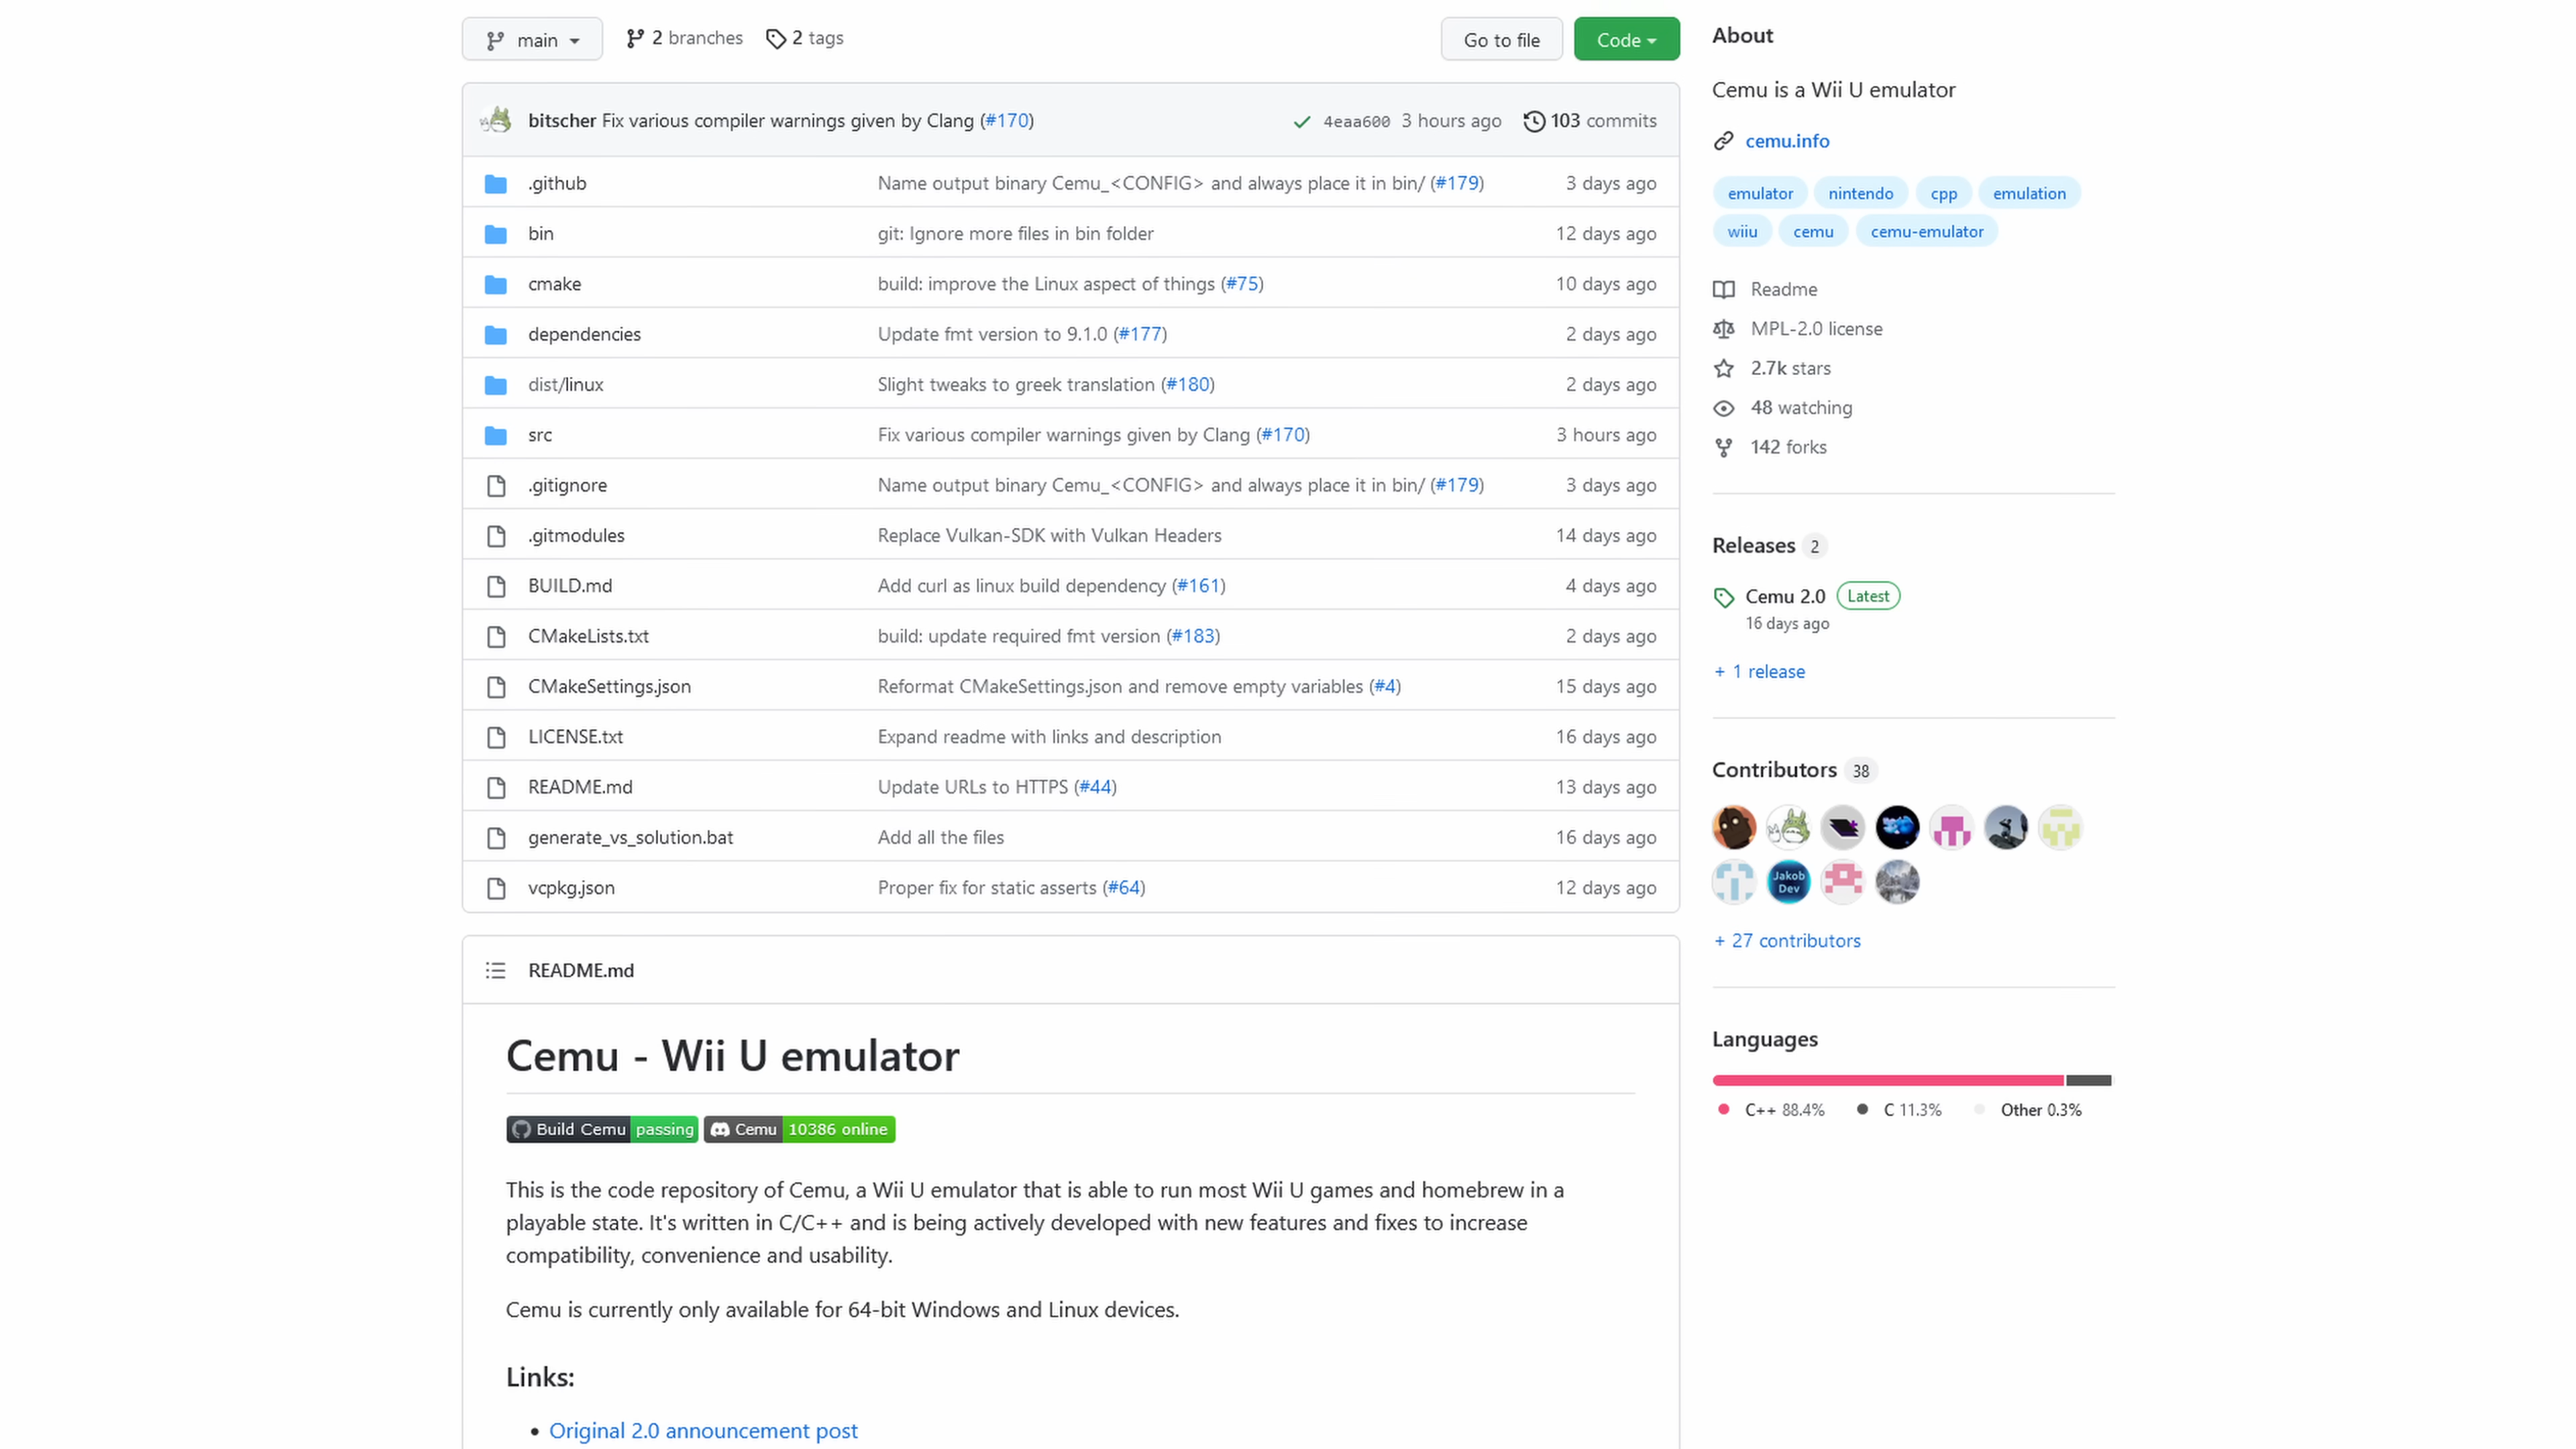 main
2 branches
2 tags
Go to file
Code
bitscher Fix various compiler warnings given by Clang (#170)
4eaa600 3 hours ago
103 commits
.github Name output binary Cemu_<CONFIG> and always place it in bin/ (#179) 3 days ago
bin git: Ignore more files in bin folder 12 days ago
cmake build: improve the Linux aspect of things (#75) 10 days ago
dependencies Update fmt version to 9.1.0 (#177) 2 days ago
dist/linux Slight tweaks to greek translation (#180) 2 days ago
src Fix various compiler warnings given by Clang (#170) 3 hours ago
.gitignore Name output binary Cemu_<CONFIG> and always place it in bin/ (#179) 3 days ago
.gitmodules Replace Vulkan-SDK with Vulkan Headers 14 days ago
BUILD.md Add curl as linux build dependency (#161) 4 days ago
CMakeLists.txt build: update required fmt version (#183) 2 days ago
CMakeSettings.json Reformat CMakeSettings.json and remove empty variables (#4) 15 days ago
LICENSE.txt Expand readme with links and description 16 days ago
README.md Update URLs to HTTPS (#44) 13 days ago
generate_vs_solution.bat Add all the files 16 days ago
vcpkg.json Proper fix for static asserts (#64) 12 days ago
README.md
Cemu - Wii U emulator
Build Cemu passing
Cemu 10386 online
This is the code repository of Cemu, a Wii U emulator that is able to run most Wii U games and homebrew in a
playable state. It's written in C/C++ and is being actively developed with new features and fixes to increase
compatibility, convenience and usability.
Cemu is currently only available for 64-bit Windows and Linux devices.
Links:
• Original 2.0 announcement post
About
Cemu is a Wii U emulator
cemu.info
emulator nintendo cpp emulation
wiiu cemu cemu-emulator
Readme
MPL-2.0 license
2.7k stars
48 watching
142 forks
Releases 2
Cemu 2.0 Latest
16 days ago
+ 1 release
Contributors 38
Jakob
Dev
+ 27 contributors
Languages
C++ 88.4% C 11.3% Other 0.3%